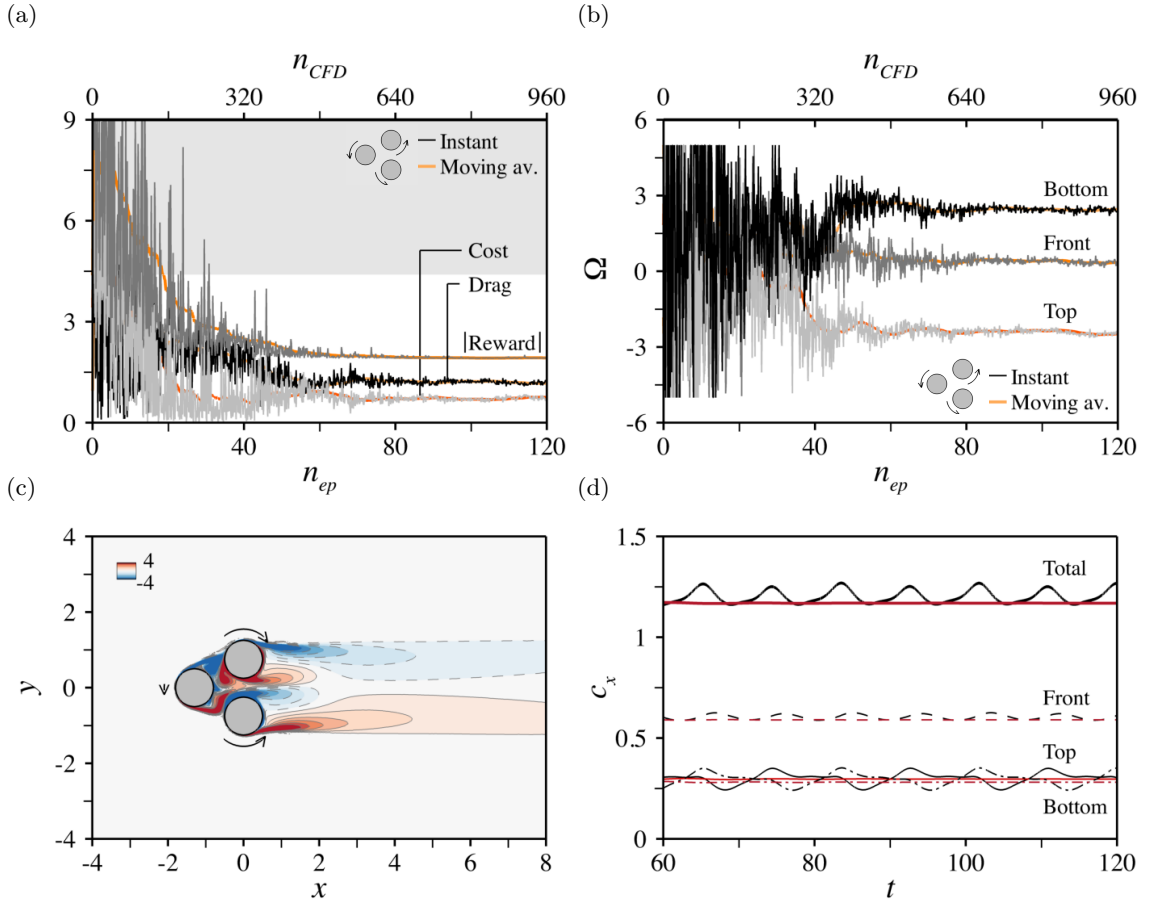 (a)
n_CFD
0 320 640 960
9
6
3
0
Instant
Moving av.
Cost
Drag
|Reward|
0 20 40 60 80 100 120
n_ep
(b)
n_CFD
0 320 640 960
6
3
0
-3
-6
Ω
Bottom
Front
Top
Instant
Moving av.
0 40 80 120
n_ep
(c)
4
2
0
-2
-4
y
4
-4
-4 -2 0 2 4 6 8
x
(d)
1.5
1
0.5
0
c_x
Total
Front
Top
Bottom
60 80 100 120
t